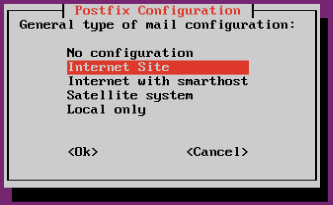 Postfix Configuration
General type of mail configuration:
No configuration
Internet Site
Internet with smarthost
Satellite system
Local only
<Ok> <Cancel>